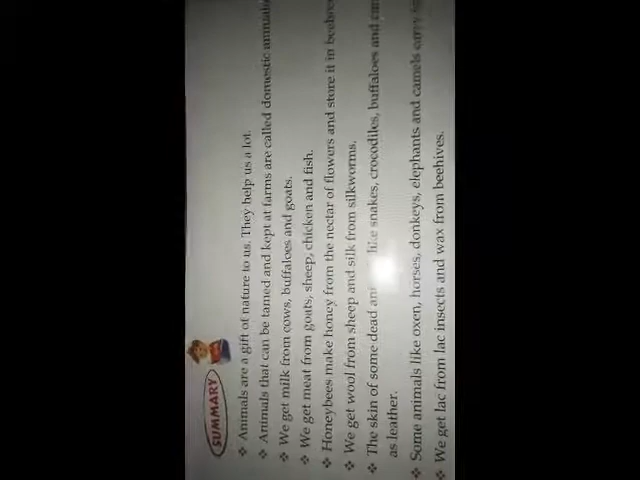 SUMMARY
❖ Animals are a gift of nature to us. They help us a lot.
❖ Animals that can be tamed and kept at farms are called domestic
❖ We get milk from cows, buffaloes and goats.
❖ We get meat from goats, sheep, chicken and fish.
❖ Honeybees make honey from the nectar of flowers and store it in
❖ We get wool from sheep and silk from silkworms.
❖ The skin of some dead like snakes, crocodiles, buffaloes and
as leather.
❖ Some animals like oxen, horses, donkeys, elephants and camels carry
❖ We get lac from lac insects and wax from beehives.